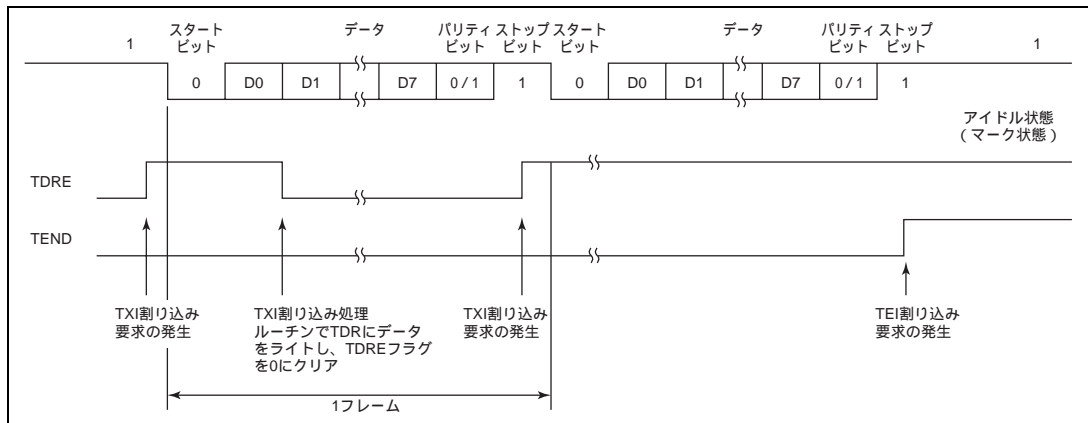 スタート データ パリティ ストップ スタート データ パリティ ストップ
1 ビット ビット ビット ビット ビット ビット 1
0 D0 D1 D7 0/1 1 0 D0 D1 D7 0/1 1
アイドル状態
（マーク状態）
TDRE
TEND
TXI割り込み
要求の発生
TXI割り込み処理
ルーチンでTDRにデータ
をライトし、TDREフラグ
を0にクリア
TXI割り込み
要求の発生
TEI割り込み
要求の発生
1フレーム